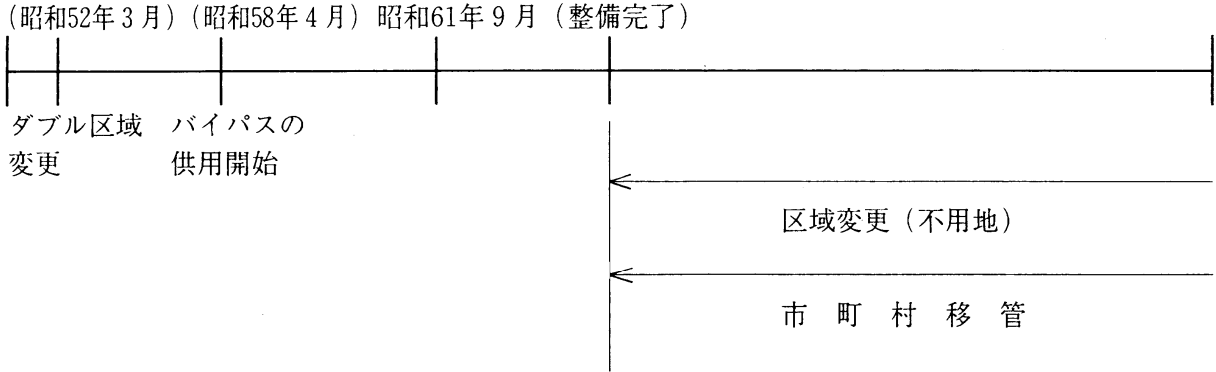 (昭和52年3月) (昭和58年4月) 昭和61年9月 (整備完了)
ダブル区域 バイパスの
変更 供用開始
区域変更(不用地)
市町村移管